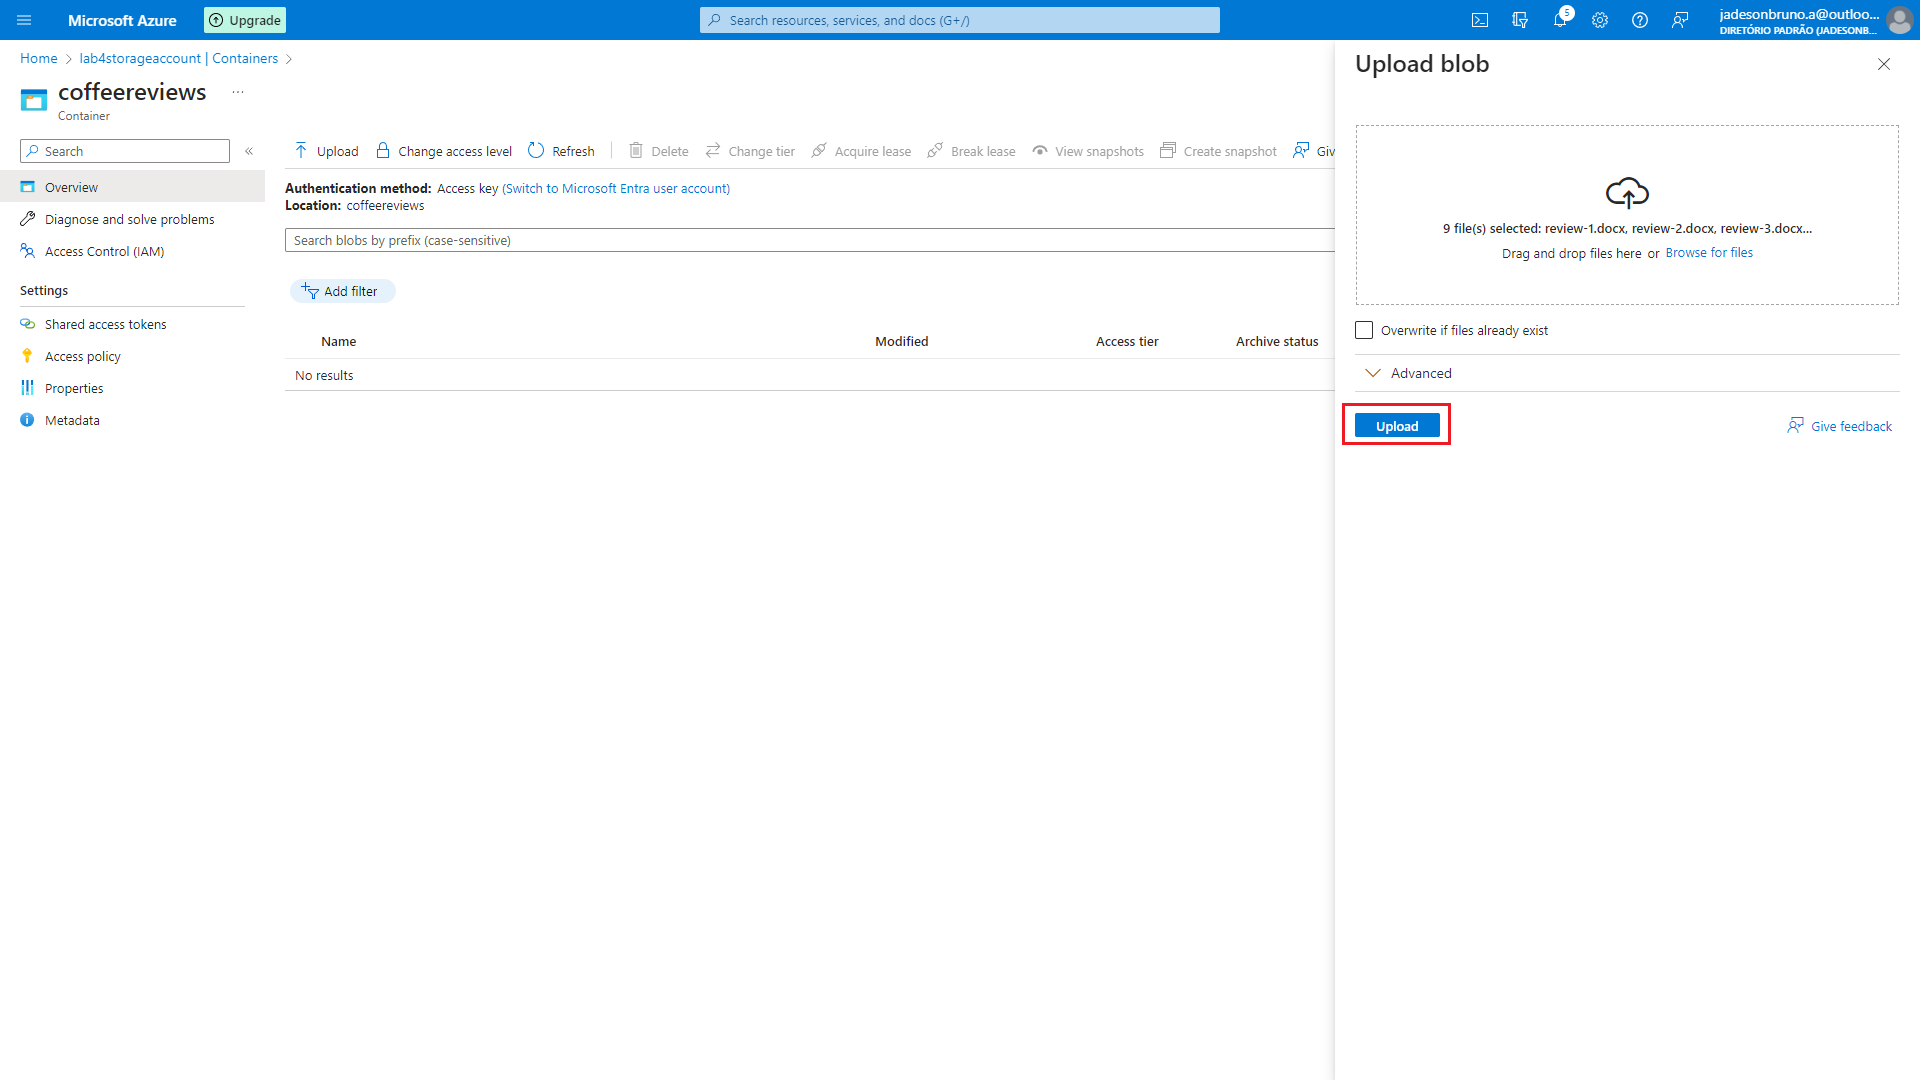 Microsoft Azure
Upgrade
Search resources, services, and docs (G+/)
5
jadesonbruno.a@outloo...
DIRETÓRIO PADRÃO (JADESONB...
Home > lab4storageaccount | Containers >
coffeereviews ...
Container
Search
«
Overview
Diagnose and solve problems
Access Control (IAM)
Settings
Shared access tokens
Access policy
Properties
Metadata
Upload Change access level Refresh Delete Change tier Acquire lease Break lease View snapshots Create snapshot Giv
Authentication method: Access key (Switch to Microsoft Entra user account)
Location: coffeereviews
Search blobs by prefix (case-sensitive)
Add filter
Name Modified Access tier Archive status
No results
Upload blob
9 file(s) selected: review-1.docx, review-2.docx, review-3.docx...
Drag and drop files here or Browse for files
Overwrite if files already exist
Advanced
Upload
Give feedback